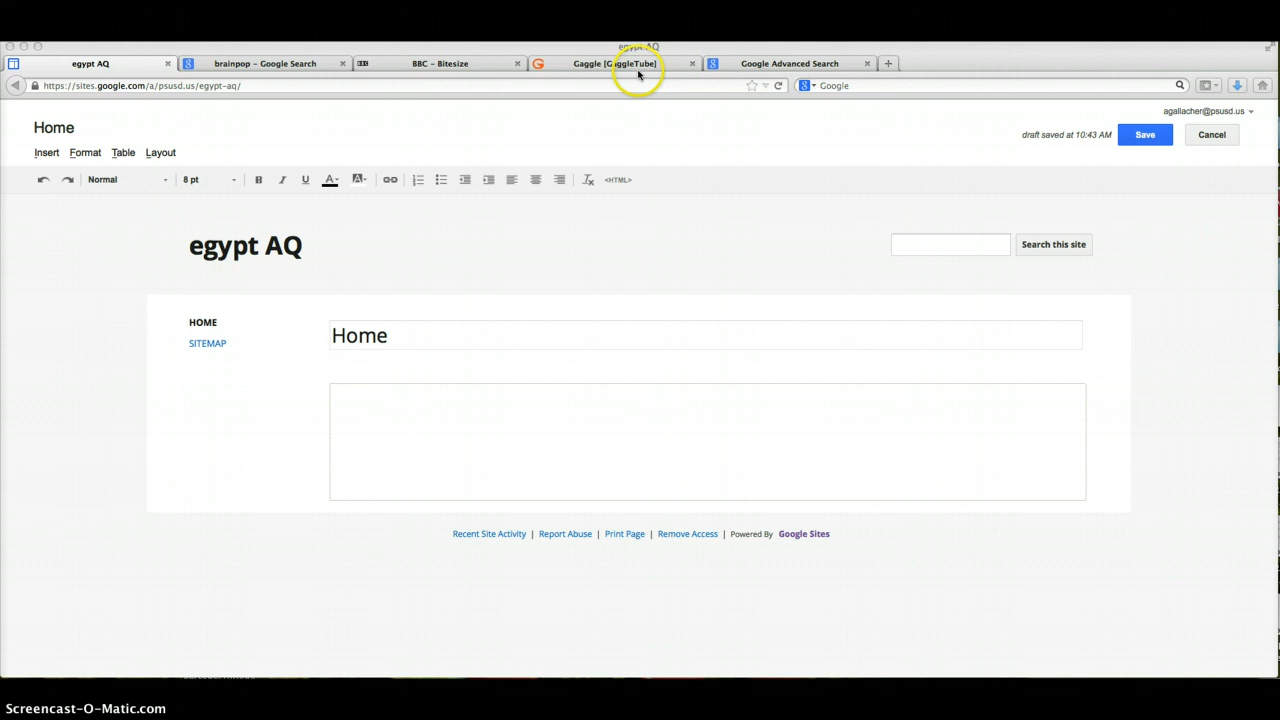 egypt AQ
egypt AQ
brainpop – Google Search
BBC – Bitesize
Gaggle [GaggleTube]
Google Advanced Search
https://sites.google.com/a/psusd.us/egypt-aq/
Google
agallacher@psusd.us
Home
draft saved at 10:43 AM
Save
Cancel
Insert Format Table Layout
Normal 8 pt B I U A A <HTML>
egypt AQ
Search this site
HOME
SITEMAP
Home
Recent Site Activity | Report Abuse | Print Page | Remove Access | Powered By Google Sites
Screencast-O-Matic.com